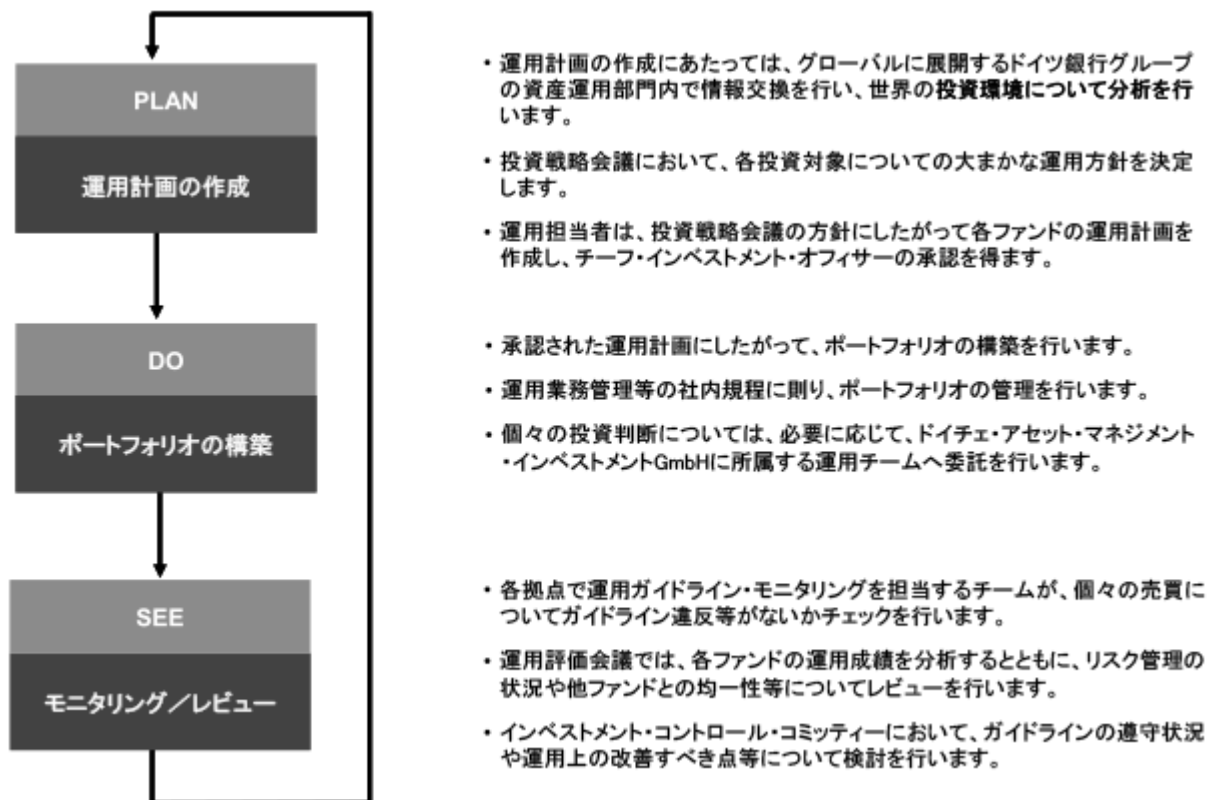 PLAN
運用計画の作成
・運用計画の作成にあたっては、グローバルに展開するドイツ銀行グループ
の資産運用部門内で情報交換を行い、世界の投資環境について分析を行
います。
・投資戦略会議において、各投資対象についての大まかな運用方針を決定
します。
・運用担当者は、投資戦略会議の方針にしたがって各ファンドの運用計画を
作成し、チーフ・インベストメント・オフィサーの承認を得ます。
DO
ポートフォリオの構築
・承認された運用計画にしたがって、ポートフォリオの構築を行います。
・運用業務管理等の社内規程に則り、ポートフォリオの管理を行います。
・個々の投資判断については、必要に応じて、ドイチェ・アセット・マネジメント
・インベストメントGmbHに所属する運用チームへ委託を行います。
SEE
モニタリング／レビュー
・各拠点で運用ガイドライン・モニタリングを担当するチームが、個々の売買に
ついてガイドライン違反等がないかチェックを行います。
・運用評価会議では、各ファンドの運用成績を分析するとともに、リスク管理の
状況や他ファンドとの均一性等についてレビューを行います。
・インベストメント・コントロール・コミッティーにおいて、ガイドラインの遵守状況
や運用上の改善すべき点等について検討を行います。